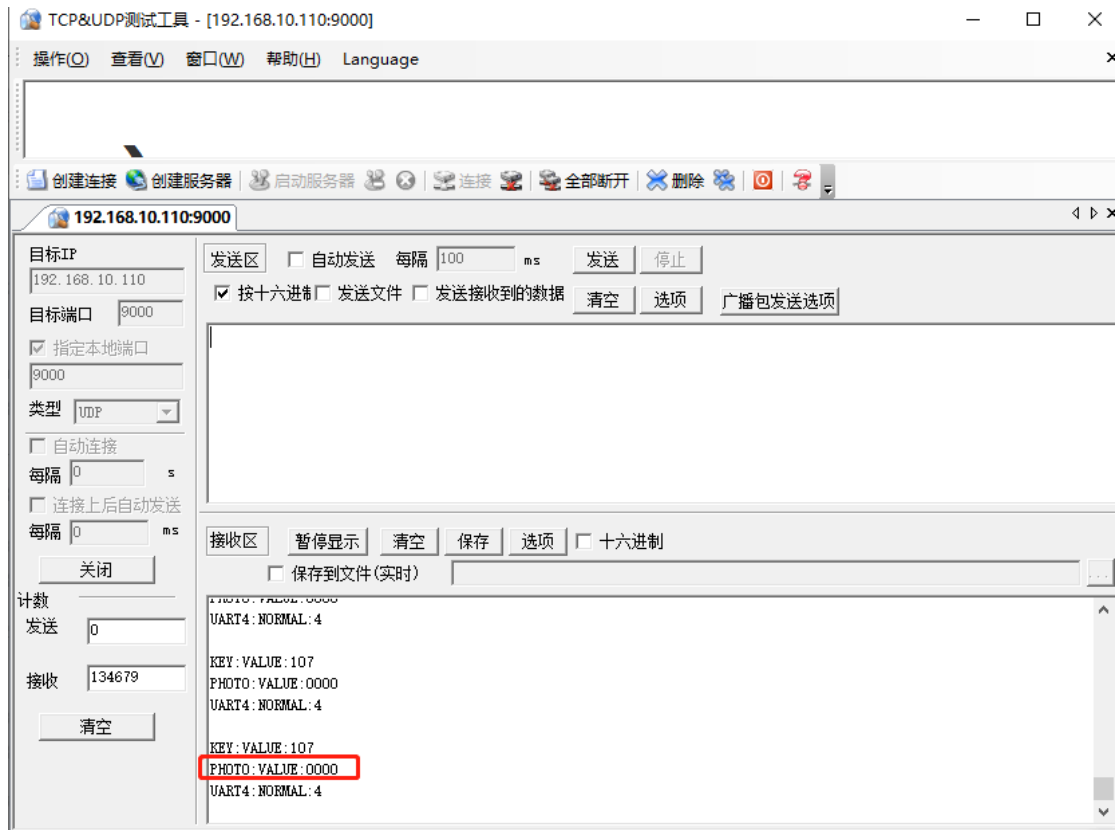 TCP&UDP测试工具 - [192.168.10.110:9000]
操作(O) 查看(V) 窗口(W) 帮助(H) Language
创建连接 创建服务器 启动服务器 连接 全部断开 删除
192.168.10.110:9000
目标IP
192.168.10.110
目标端口 9000
指定本地端口
9000
类型 UDP
自动连接
每隔 0 s
连接上后自动发送
每隔 0 ms
关闭
计数
发送 0
接收 134679
清空
发送区 自动发送 每隔 100 ms 发送 停止
按十六进制 发送文件 发送接收到的数据 清空 选项 广播包发送选项
接收区 暂停显示 清空 保存 选项 十六进制
保存到文件(实时) ...
PHOTO:VALUE:0000
UART4:NORMAL:4
KEY:VALUE:107
PHOTO:VALUE:0000
UART4:NORMAL:4
KEY:VALUE:107
PHOTO:VALUE:0000
UART4:NORMAL:4